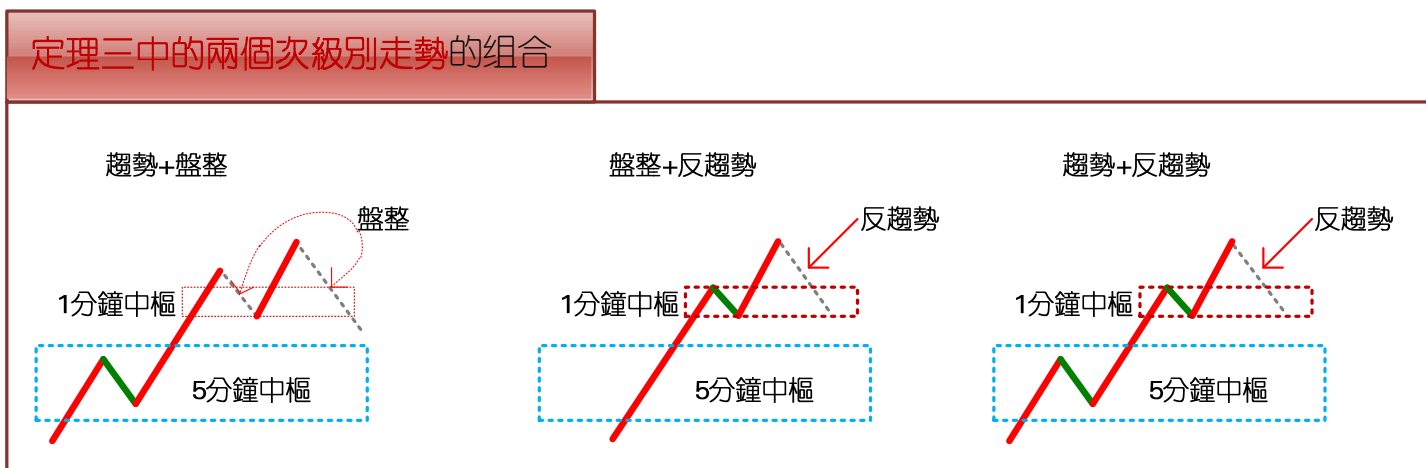 定理三中的兩個次級別走勢的组合
趨勢+盤整
盤整
1分鐘中樞
5分鐘中樞
盤整+反趨勢
反趨勢
1分鐘中樞
5分鐘中樞
趨勢+反趨勢
反趨勢
1分鐘中樞
5分鐘中樞